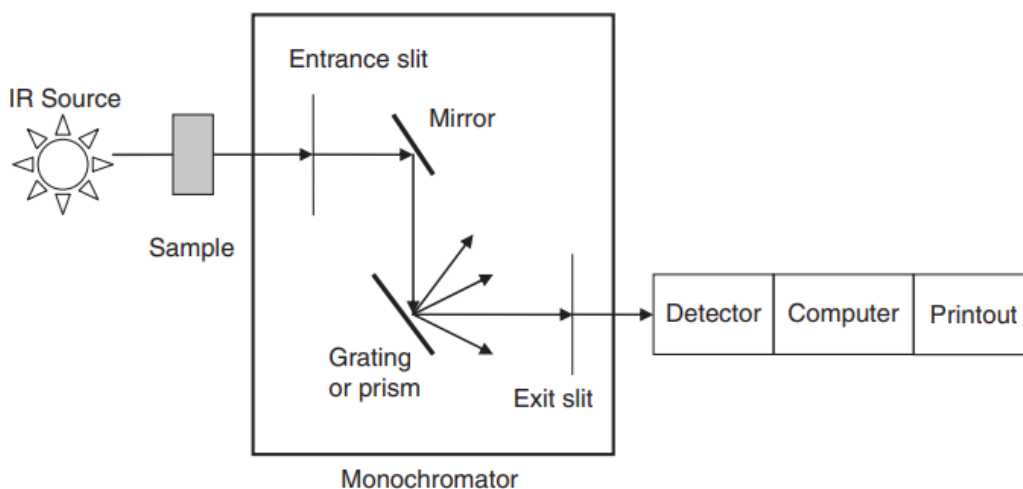 Entrance slit
IR Source
Mirror
Sample
Detector
Computer
Printout
Grating
or prism
Exit slit
Monochromator